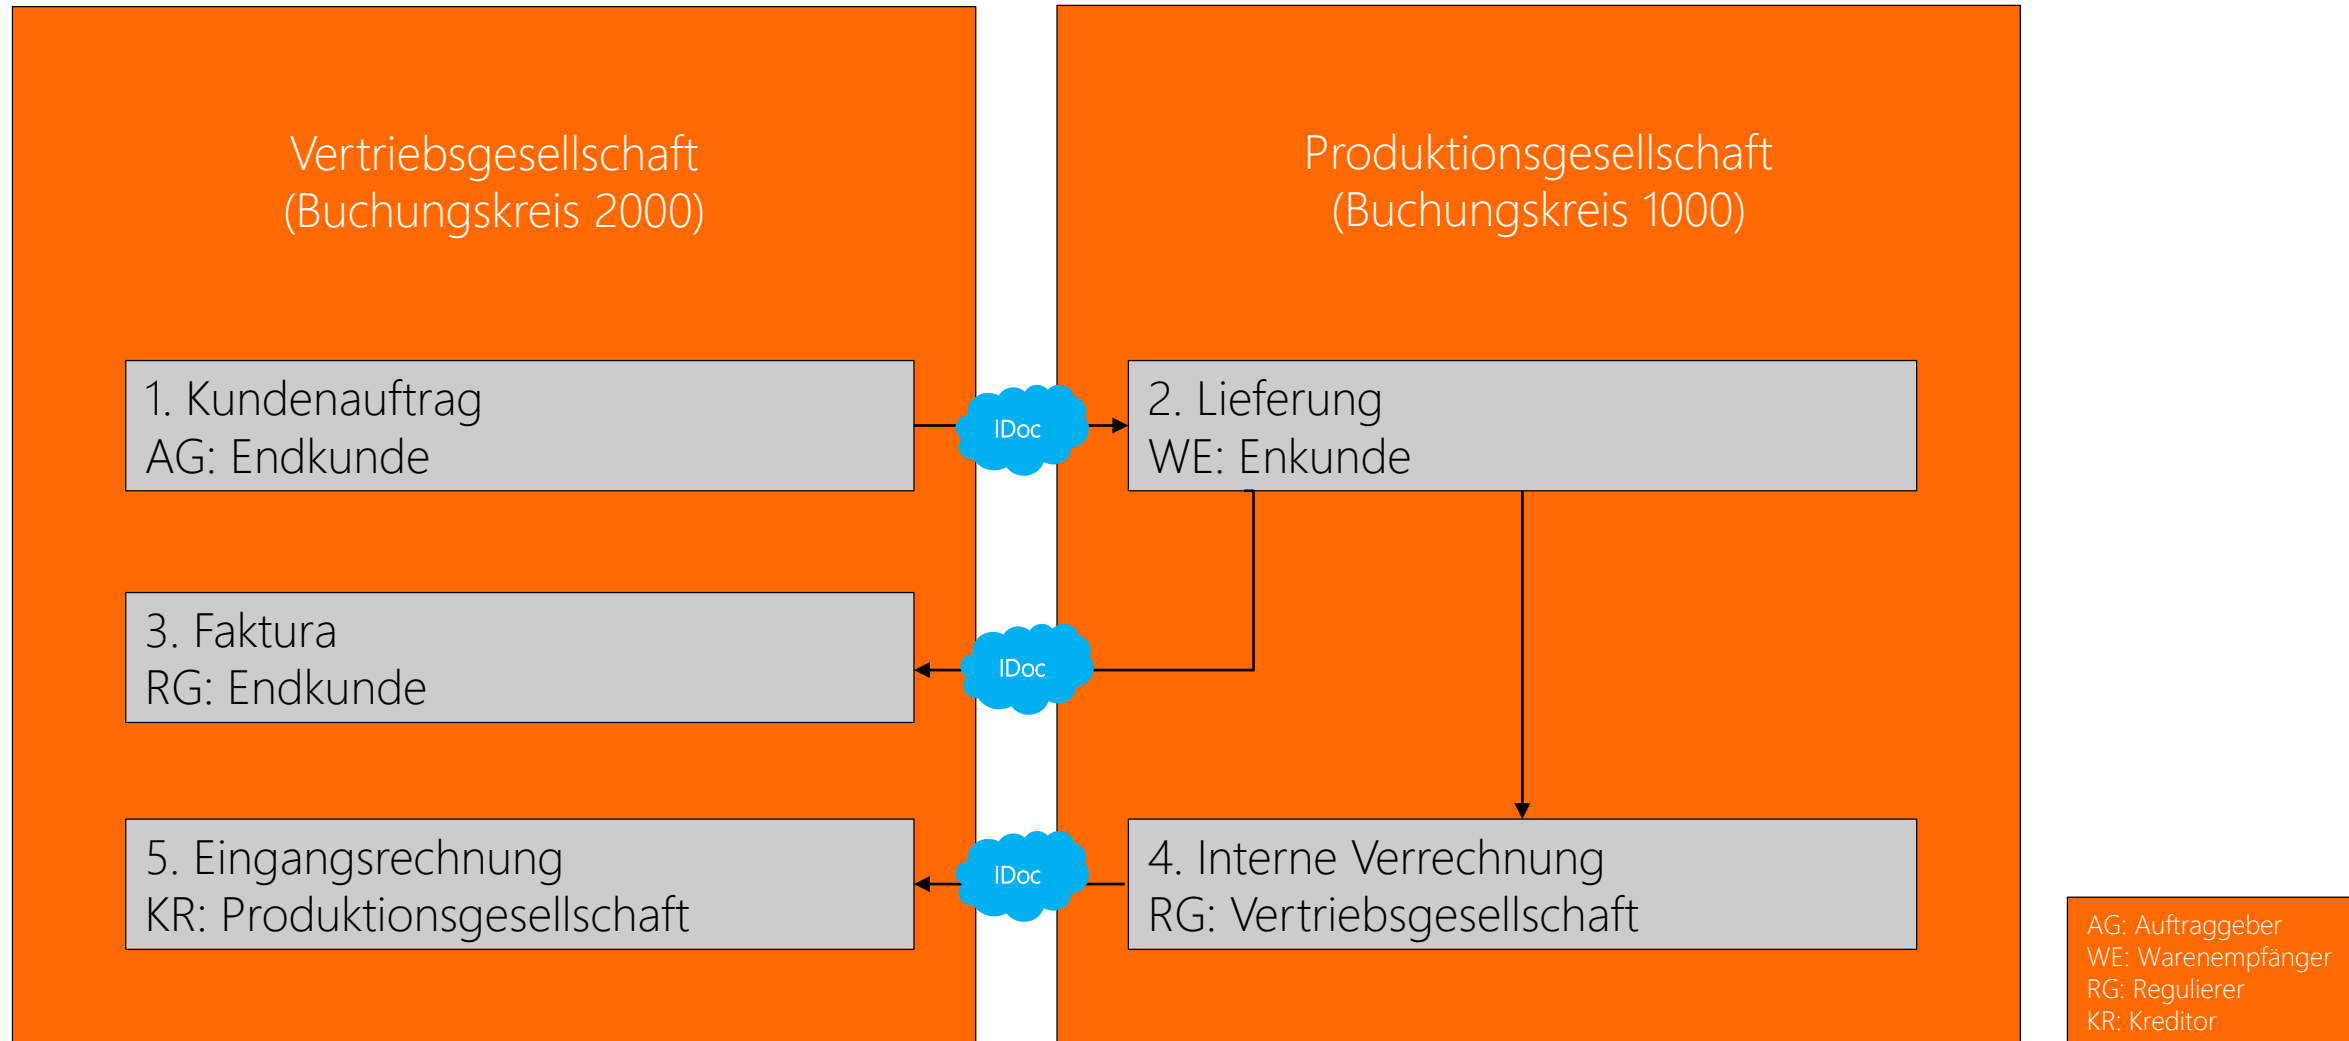 Vertriebsgesellschaft
(Buchungskreis 2000)
Produktionsgesellschaft
(Buchungskreis 1000)
1. Kundenauftrag
AG: Endkunde
IDoc
2. Lieferung
WE: Enkunde
3. Faktura
RG: Endkunde
IDoc
5. Eingangsrechnung
KR: Produktionsgesellschaft
IDoc
4. Interne Verrechnung
RG: Vertriebsgesellschaft
AG: Auftraggeber
WE: Warenempfänger
RG: Regulierer
KR: Kreditor